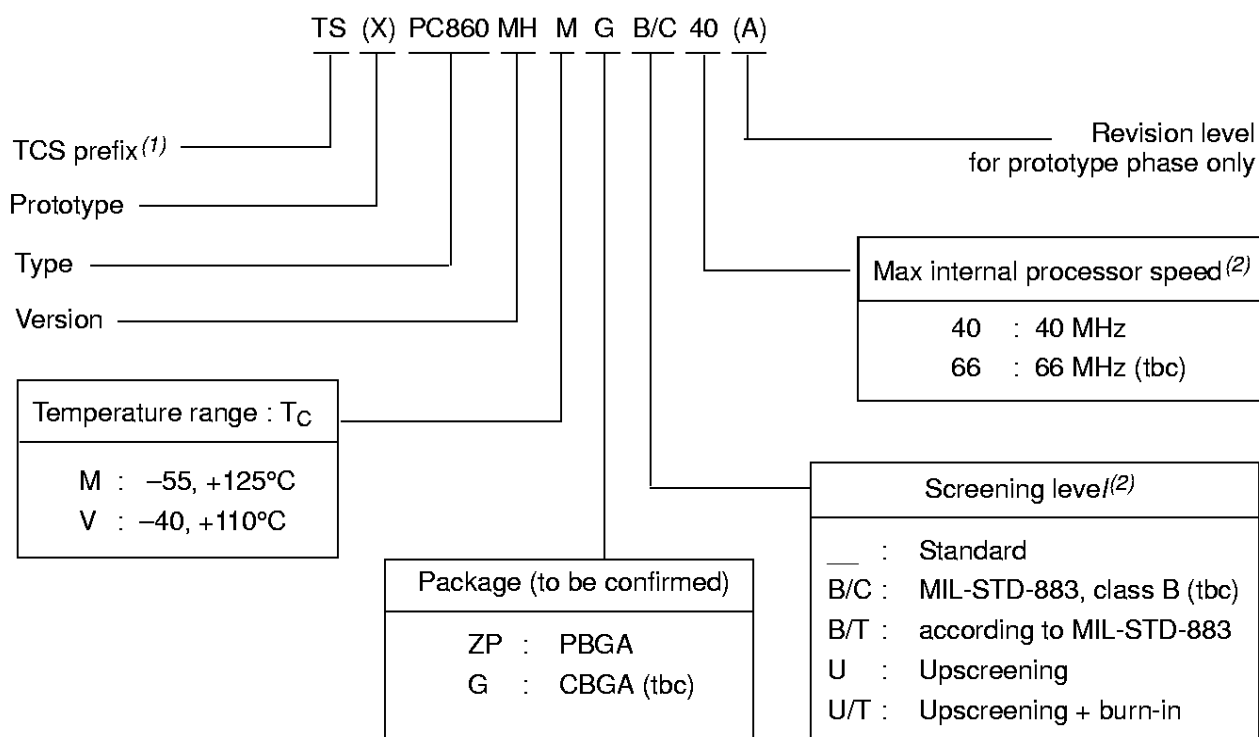 TS (X) PC860 MH M G B/C 40 (A)
TCS prefix(1)
Revision level
for prototype phase only
Prototype
Type
Version
Max internal processor speed(2)
40 : 40 MHz
66 : 66 MHz (tbc)
Temperature range : TC
M : –55, +125°C
V : –40, +110°C
Package (to be confirmed)
ZP : PBGA
G : CBGA (tbc)
Screening level(2)
__ : Standard
B/C : MIL-STD-883, class B (tbc)
B/T : according to MIL-STD-883
U : Upscreening
U/T : Upscreening + burn-in